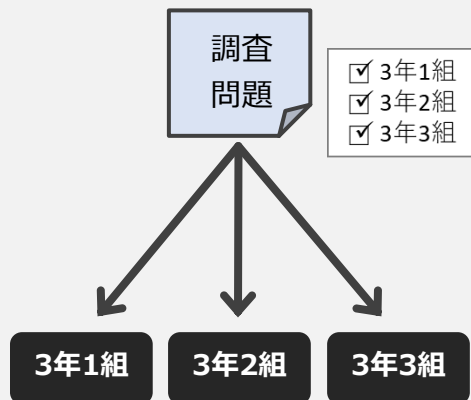 調査
問題
☑ 3年1組
☑ 3年2組
☑ 3年3組
3年1組
3年2組
3年3組